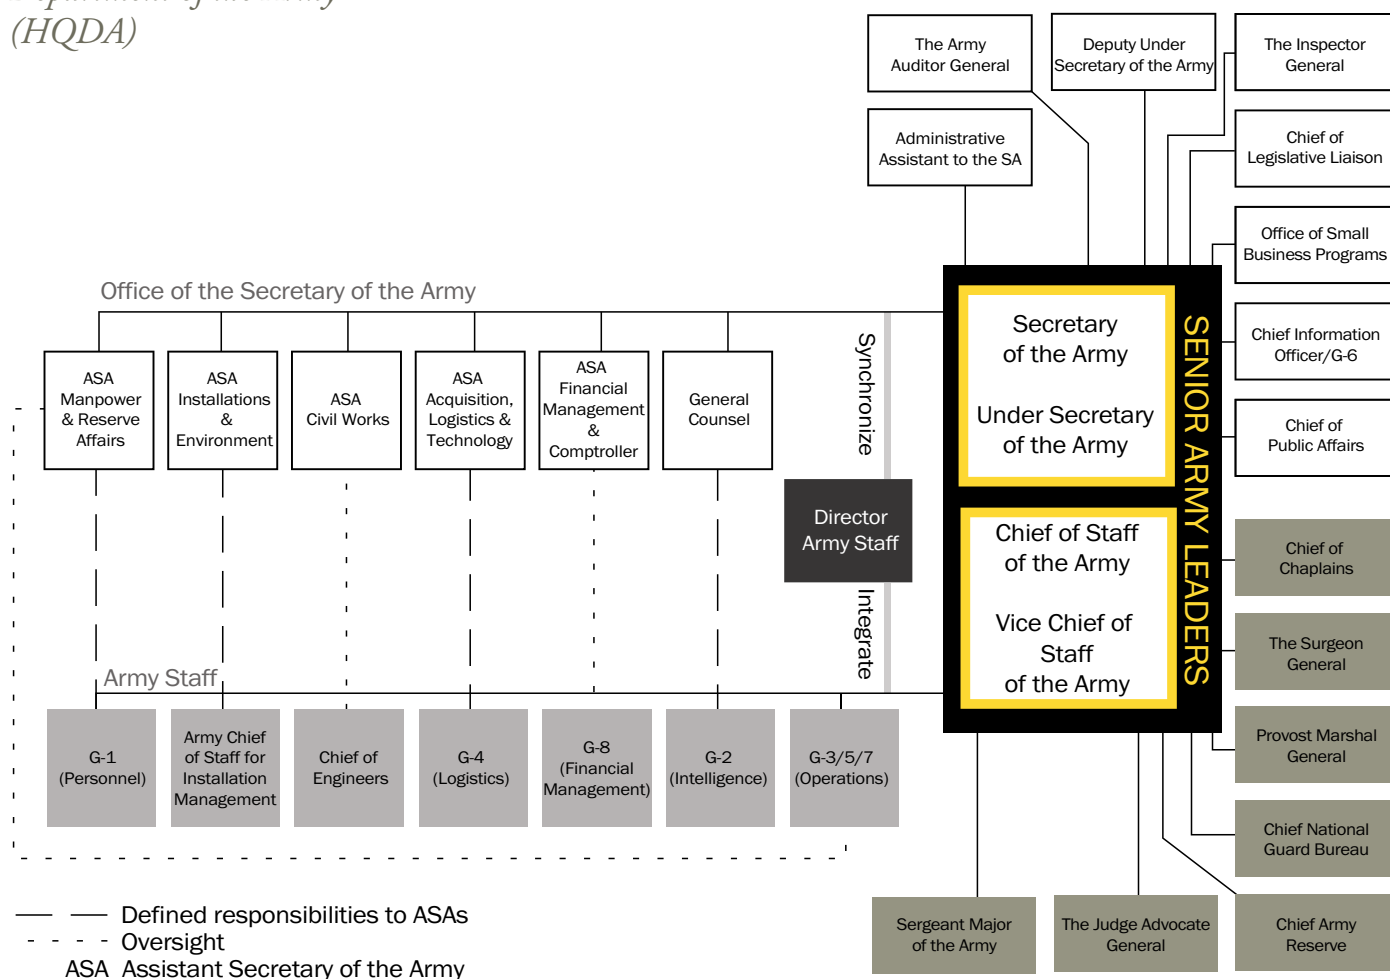 (HQDA)
The Army
Auditor General
Deputy Under
Secretary of the Army
The Inspector
General
Administrative
Assistant to the SA
Chief of
Legislative Liaison
Office of Small
Business Programs
Chief Information
Officer/G-6
Chief of
Public Affairs
Office of the Secretary of the Army
ASA
Manpower
& Reserve
Affairs
ASA
Installations
&
Environment
ASA
Civil Works
ASA
Acquisition,
Logistics &
Technology
ASA
Financial
Management
&
Comptroller
General
Counsel
Synchronize
Director
Army Staff
Integrate
Secretary
of the Army
Under Secretary
of the Army
Chief of Staff
of the Army
Vice Chief of
Staff
of the Army
SENIOR ARMY LEADERS
Chief of
Chaplains
The Surgeon
General
Provost Marshal
General
Chief National
Guard Bureau
Chief Army
Reserve
The Judge Advocate
General
Sergeant Major
of the Army
Army Staff
G-1
(Personnel)
Army Chief
of Staff for
Installation
Management
Chief of
Engineers
G-4
(Logistics)
G-8
(Financial
Management)
G-2
(Intelligence)
G-3/5/7
(Operations)
Defined responsibilities to ASAs
Oversight
ASA Assistant Secretary of the Army